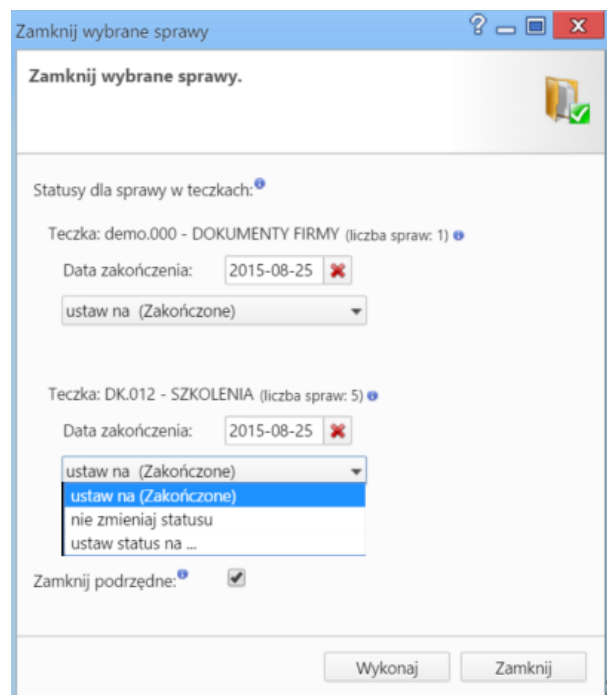 Zamknij wybrane sprawy
Zamknij wybrane sprawy.
Statusy dla sprawy w teczkach:
Teczka: demo.000 - DOKUMENTY FIRMY (liczba spraw: 1)
Data zakończenia: 2015-08-25
ustaw na (Zakończone)
Teczka: DK.012 - SZKOLENIA (liczba spraw: 5)
Data zakończenia: 2015-08-25
ustaw na (Zakończone)
ustaw na (Zakończone)
nie zmieniaj statusu
ustaw status na ...
Zamknij podrzędne:
Wykonaj Zamknij